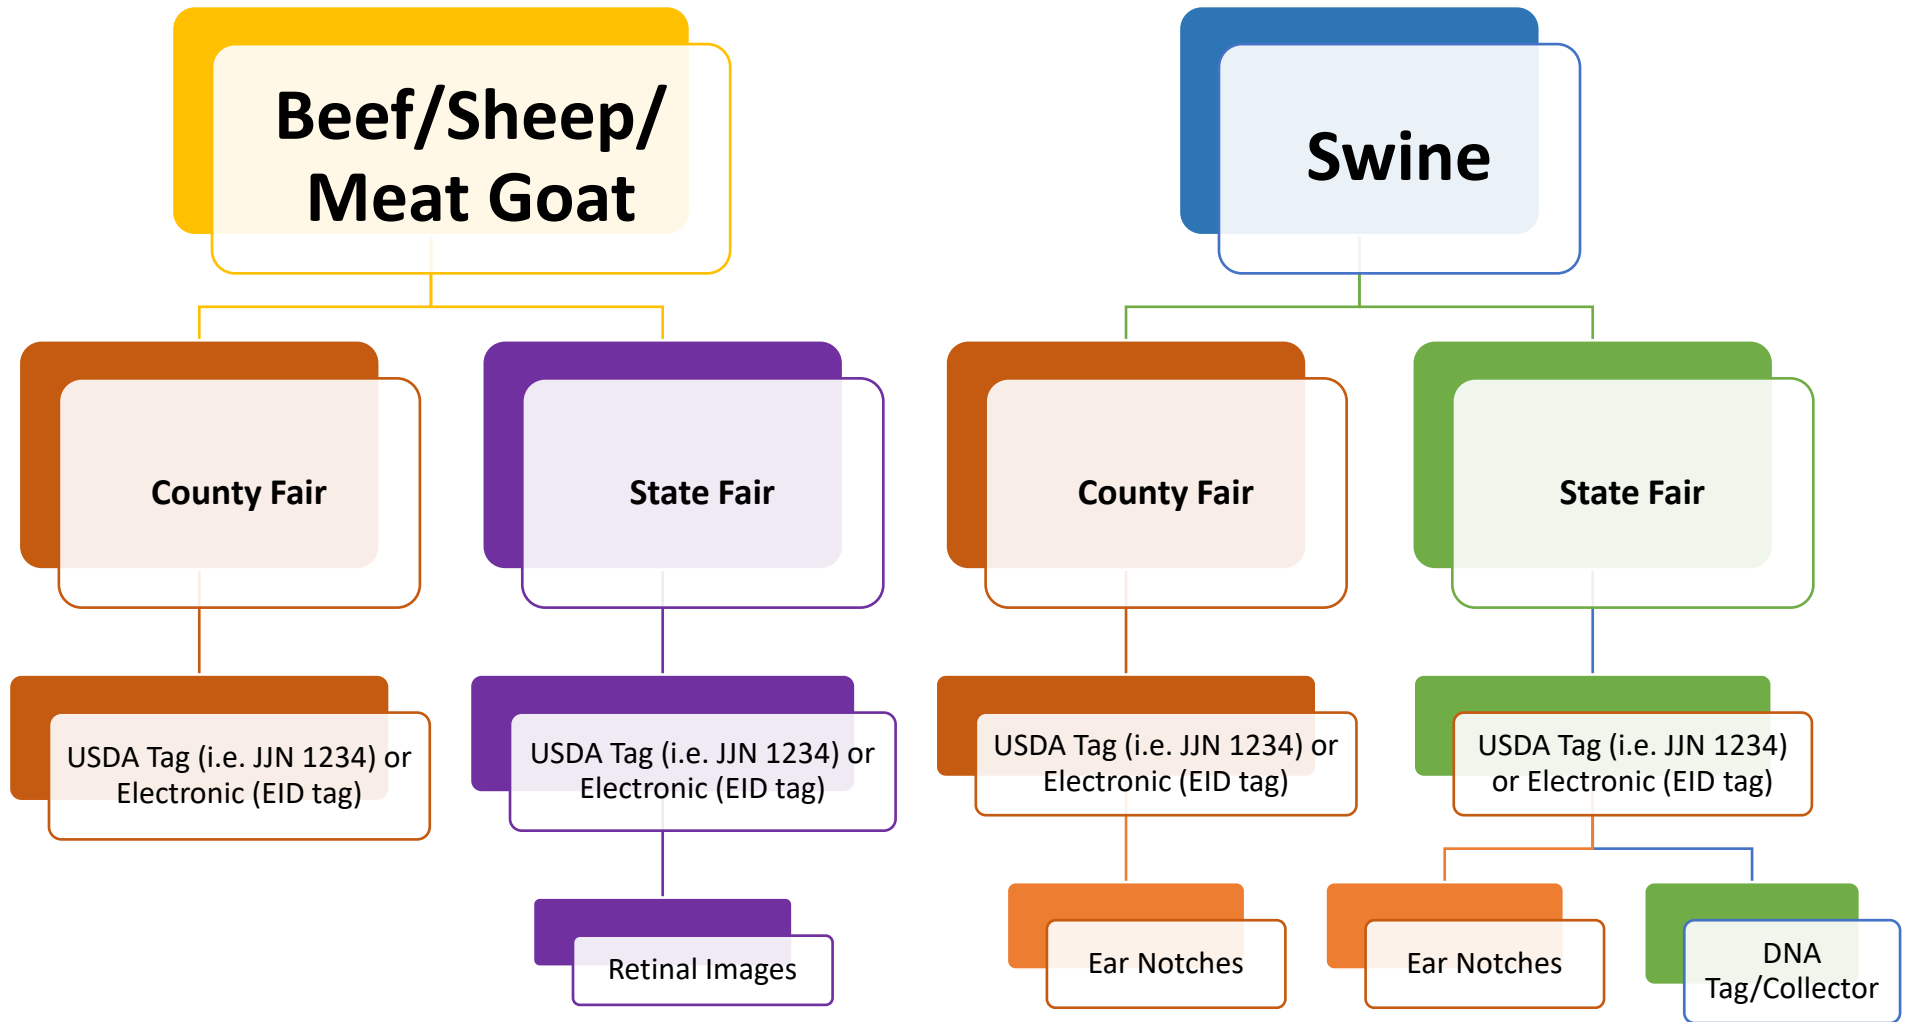 Beef/Sheep/
Meat Goat
Swine
County Fair
State Fair
County Fair
State Fair
USDA Tag (i.e. JJN 1234) or
Electronic (EID tag)
USDA Tag (i.e. JJN 1234) or
Electronic (EID tag)
USDA Tag (i.e. JJN 1234) or
Electronic (EID tag)
USDA Tag (i.e. JJN 1234)
or Electronic (EID tag)
Retinal Images
Ear Notches
Ear Notches
DNA
Tag/Collector